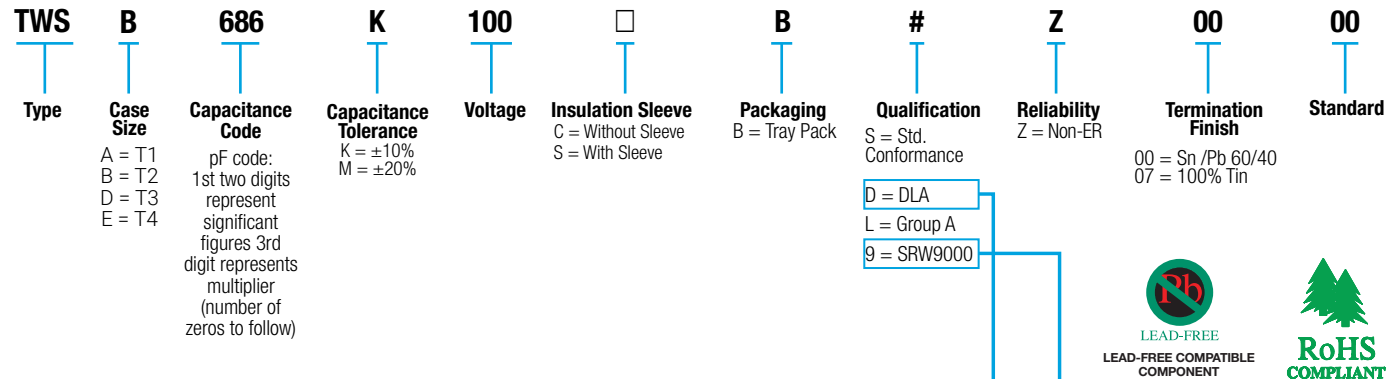 TWS B 686 K 100 □ B # Z 00 00
Type
Case
Size
A = T1
B = T2
D = T3
E = T4
Capacitance
Code
pF code:
1st two digits
represent
significant
figures 3rd
digit represents
multiplier
(number of
zeros to follow)
Capacitance
Tolerance
K = ±10%
M = ±20%
Voltage
Insulation Sleeve
C = Without Sleeve
S = With Sleeve
Packaging
B = Tray Pack
Qualification
S = Std.
Conformance
D = DLA
L = Group A
9 = SRW9000
Reliability
Z = Non-ER
Termination
Finish
00 = Sn /Pb 60/40
07 = 100% Tin
Standard
Pb
LEAD-FREE
LEAD-FREE COMPATIBLE
COMPONENT
RoHS
COMPLIANT